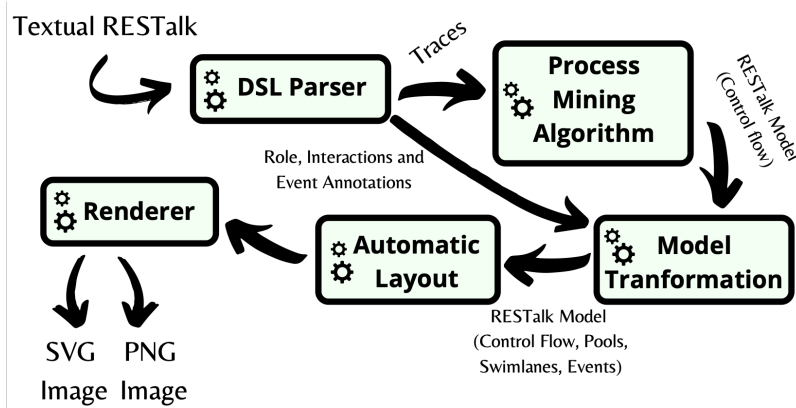 Textual RESTalk
DSL Parser
Traces
Process
Mining
Algorithm
RESTalk Model
(Control flow)
Role, Interactions and
Event Annotations
Renderer
Automatic
Layout
Model
Tranformation
RESTalk Model
(Control Flow, Pools,
Swimlanes, Events)
SVG
Image
PNG
Image